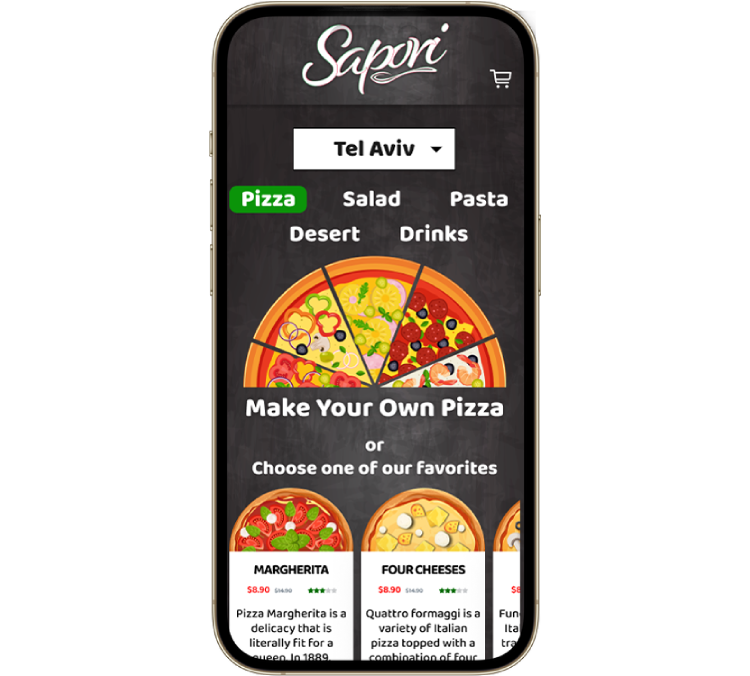 Sapori
Tel Aviv
Pizza Salad Pasta
Desert Drinks
Make Your Own Pizza
or
Choose one of our favorites
MARGHERITA
$8.90 $14.90
Pizza Margherita is a
delicacy that is
literally fit for a
queen. In 1889,
FOUR CHEESES
$8.90 $14.90
Quattro formaggi is a
variety of Italian
pizza topped with a
combination of four
$8
Fun
Ital
tra